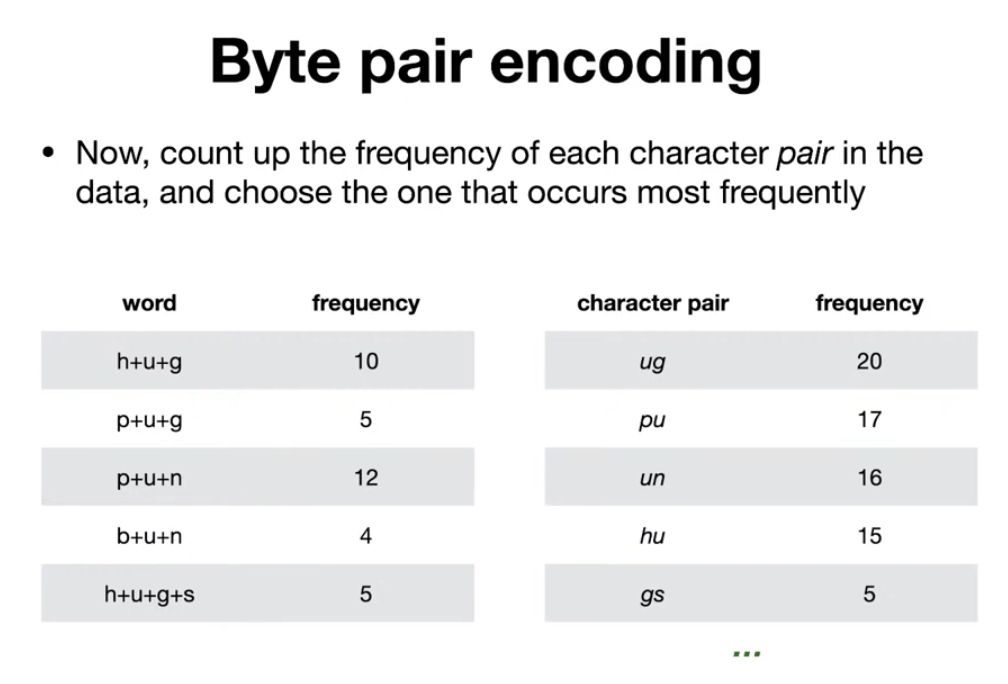 Byte pair encoding
• Now, count up the frequency of each character pair in the
data, and choose the one that occurs most frequently
word frequency
h+u+g 10
p+u+g 5
p+u+n 12
b+u+n 4
h+u+g+s 5
character pair frequency
ug 20
pu 17
un 16
hu 15
gs 5
...